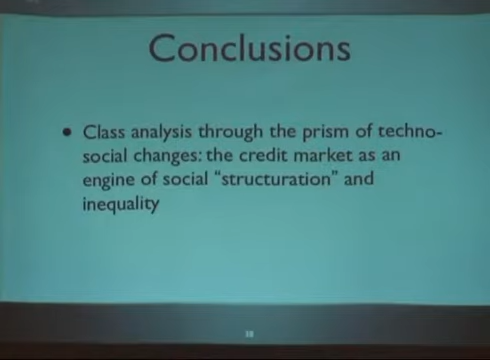 Conclusions
• Class analysis through the prism of techno-
social changes: the credit market as an
engine of social “structuration” and
inequality